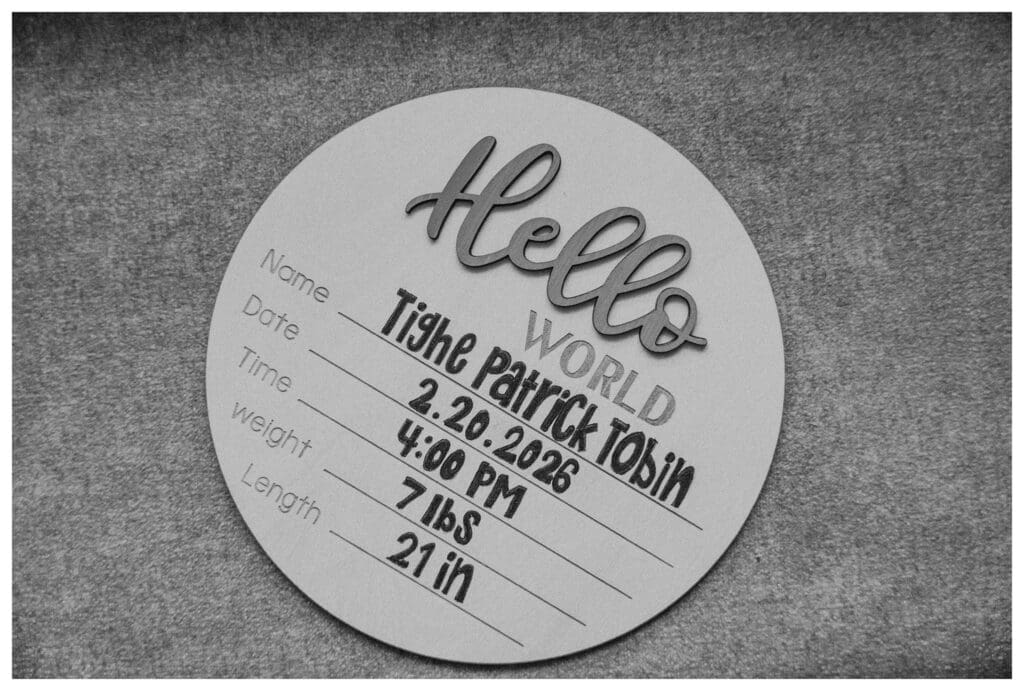 Hello
WORLD
Name Tighe Patrick Tobin
Date 2.20.2026
Time 4:00 PM
weight 7 lbs
Length 21 in